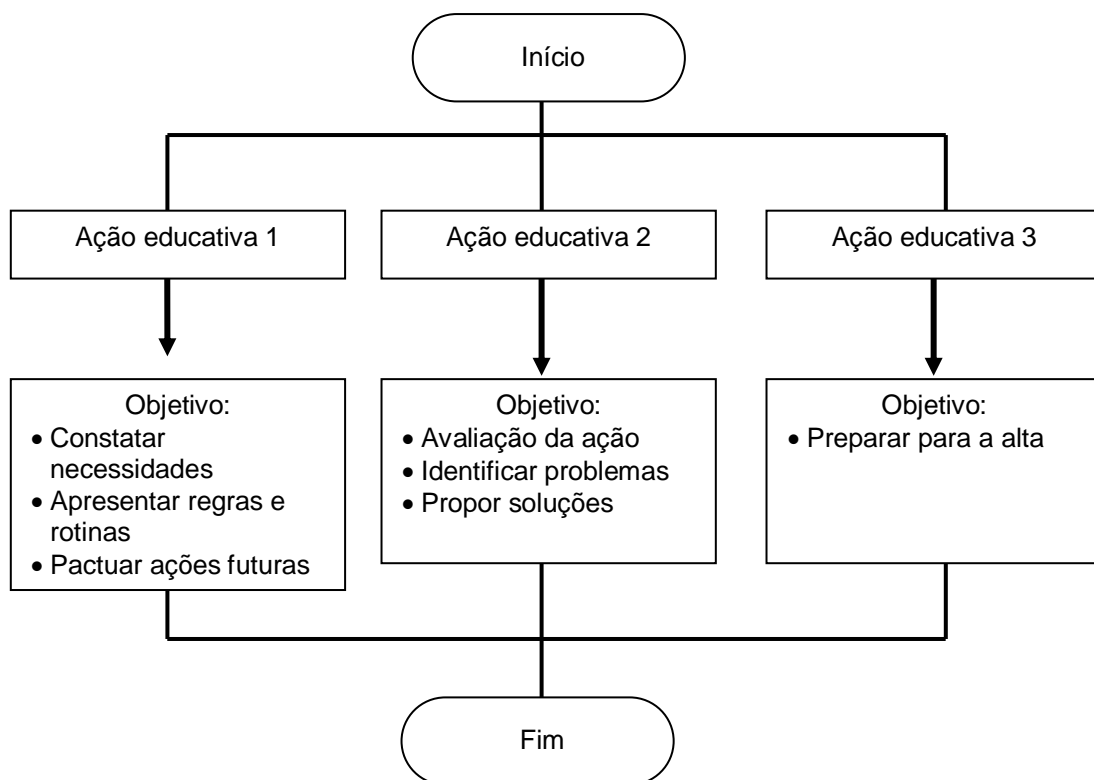 Início
Ação educativa 1
Ação educativa 2
Ação educativa 3
Objetivo:
• Constatar
necessidades
• Apresentar regras e
rotinas
• Pactuar ações futuras
Objetivo:
• Avaliação da ação
• Identificar problemas
• Propor soluções
Objetivo:
• Preparar para a alta
Fim